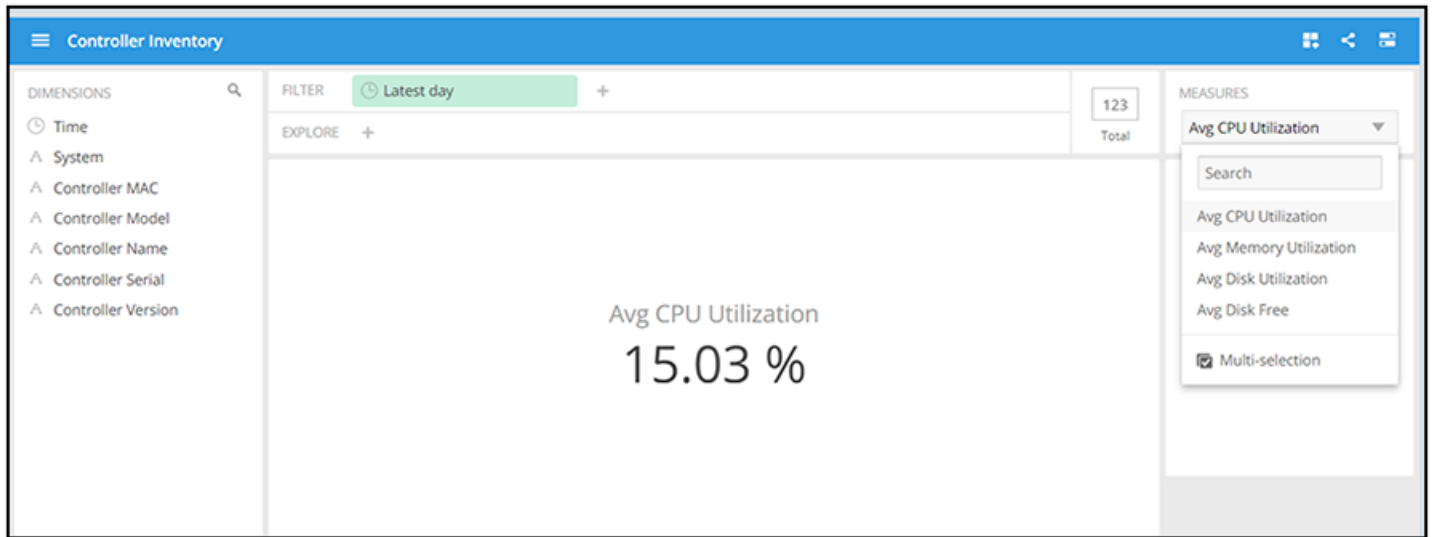 Controller Inventory
DIMENSIONS
Time
System
Controller MAC
Controller Model
Controller Name
Controller Serial
Controller Version
FILTER
Latest day
+
EXPLORE +
123
Total
Avg CPU Utilization
15.03 %
MEASURES
Avg CPU Utilization
Search
Avg CPU Utilization
Avg Memory Utilization
Avg Disk Utilization
Avg Disk Free
Multi-selection